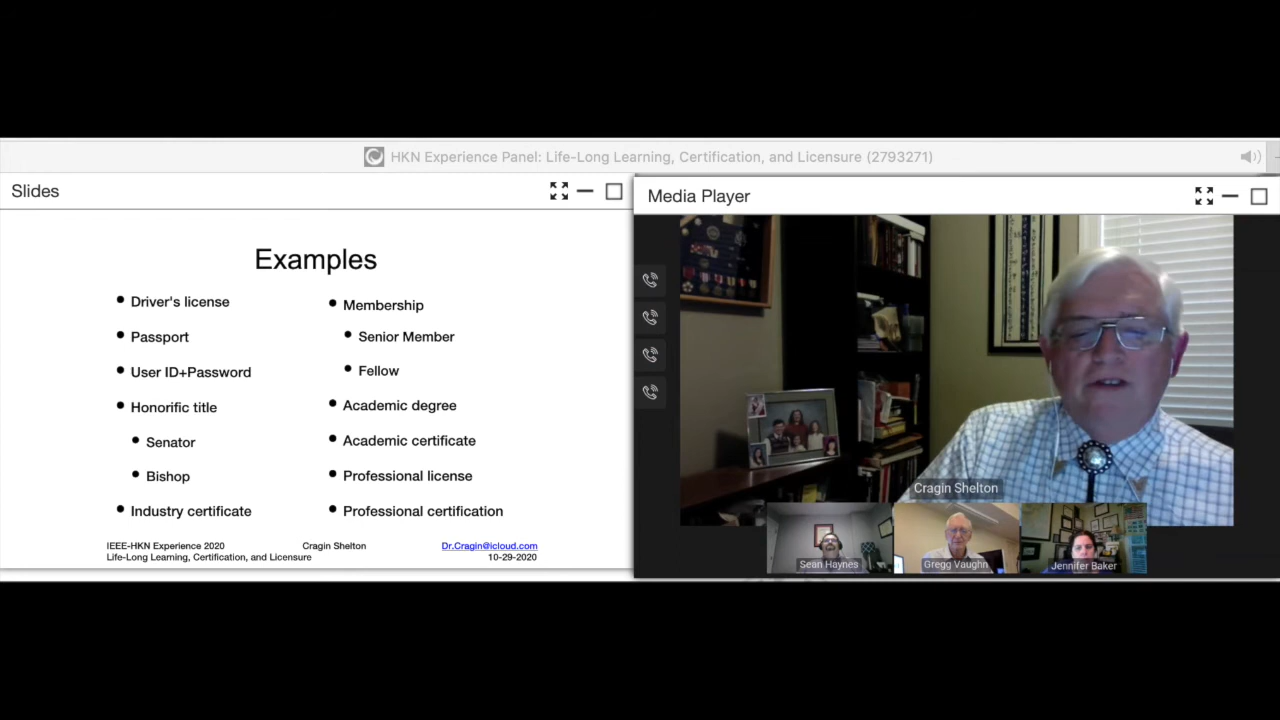 HKN Experience Panel: Life-Long Learning, Certification, and Licensure (2793271)
Slides
Examples
Driver's license
Passport
User ID+Password
Honorific title
Senator
Bishop
Industry certificate
Membership
Senior Member
Fellow
Academic degree
Academic certificate
Professional license
Professional certification
IEEE-HKN Experience 2020
Life-Long Learning, Certification, and Licensure
Cragin Shelton
Dr.Cragin@icloud.com
10-29-2020
Media Player
Cragin Shelton
Sean Haynes
Gregg Vaughn
Jennifer Baker